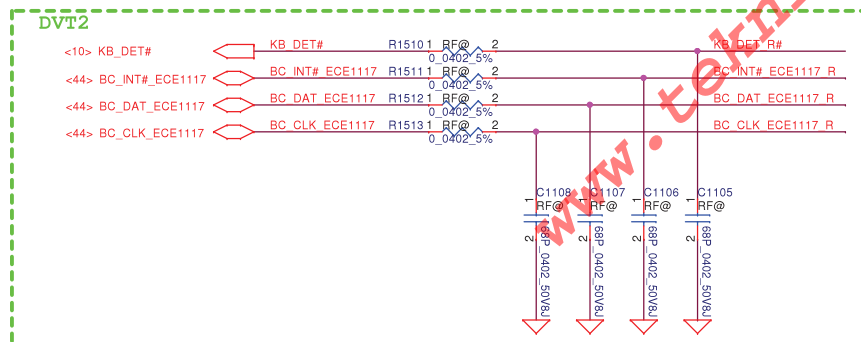 DVT2
<10> KB_DET# KB_DET# R1510 1 RF@ 2 KB_DET_R#
0_0402_5%
<44> BC_INT#_ECE1117 BC_INT#_ECE1117 R1511 1 RF@ 2 BC_INT#_ECE1117_R
0_0402_5%
<44> BC_DAT_ECE1117 BC_DAT_ECE1117 R1512 1 RF@ 2 BC_DAT_ECE1117_R
0_0402_5%
<44> BC_CLK_ECE1117 BC_CLK_ECE1117 R1513 1 RF@ 2 BC_CLK_ECE1117_R
0_0402_5%
C1108 C1107 C1106 C1105
RF@ RF@ RF@ RF@
1 1 1 1
2 2 2 2
68P_0402_50V8J 68P_0402_50V8J 68P_0402_50V8J 68P_0402_50V8J
www.tekn